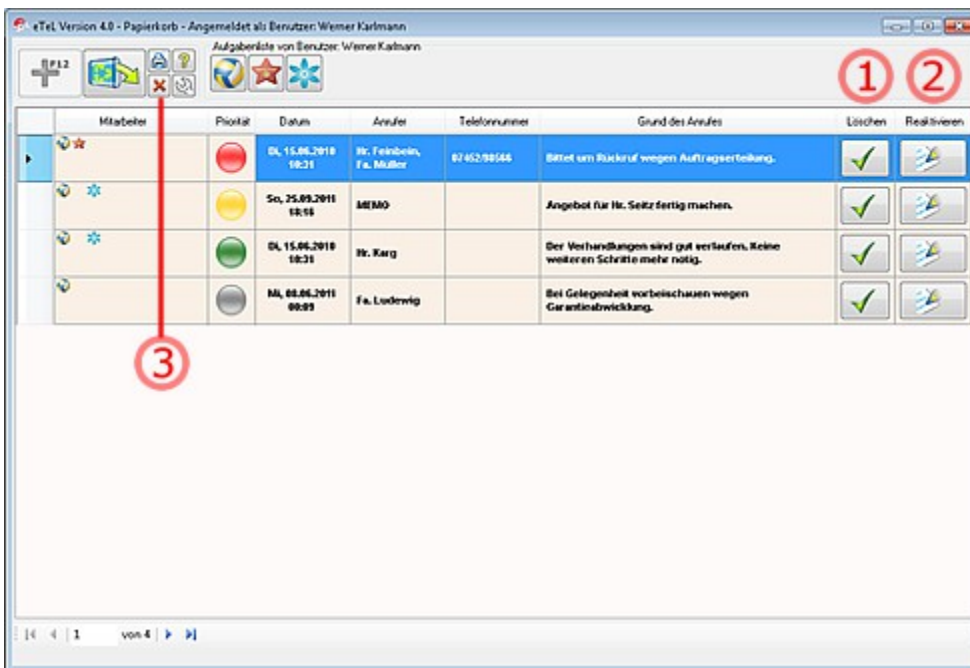 eTeL Version 4.0 - Papierkorb - Angemeldet als Benutzer: Werner Karlmann
Aufgabenliste von Benutzer: Werner Karlmann
F12
1 2
Mitarbeiter Priorität Datum Anrufer Telefonnummer Grund des Anrufes Löschen Reaktivieren
Di, 15.06.2010
10:31
Hr. Feinbein,
Fa. Müller
07452/98566
Bittet um Rückruf wegen Auftragserteilung.
So, 25.09.2011
18:16
MEMO
Angebot für Hr. Seitz fertig machen.
Di, 15.06.2010
10:31
Hr. Karg
Der Verhandlungen sind gut verlaufen. Keine
weiteren Schritte mehr nötig.
Mi, 08.06.2011
00:09
Fa. Ludewig
Bei Gelegenheit vorbeischauen wegen
Garantieabwicklung.
3
1 von 4